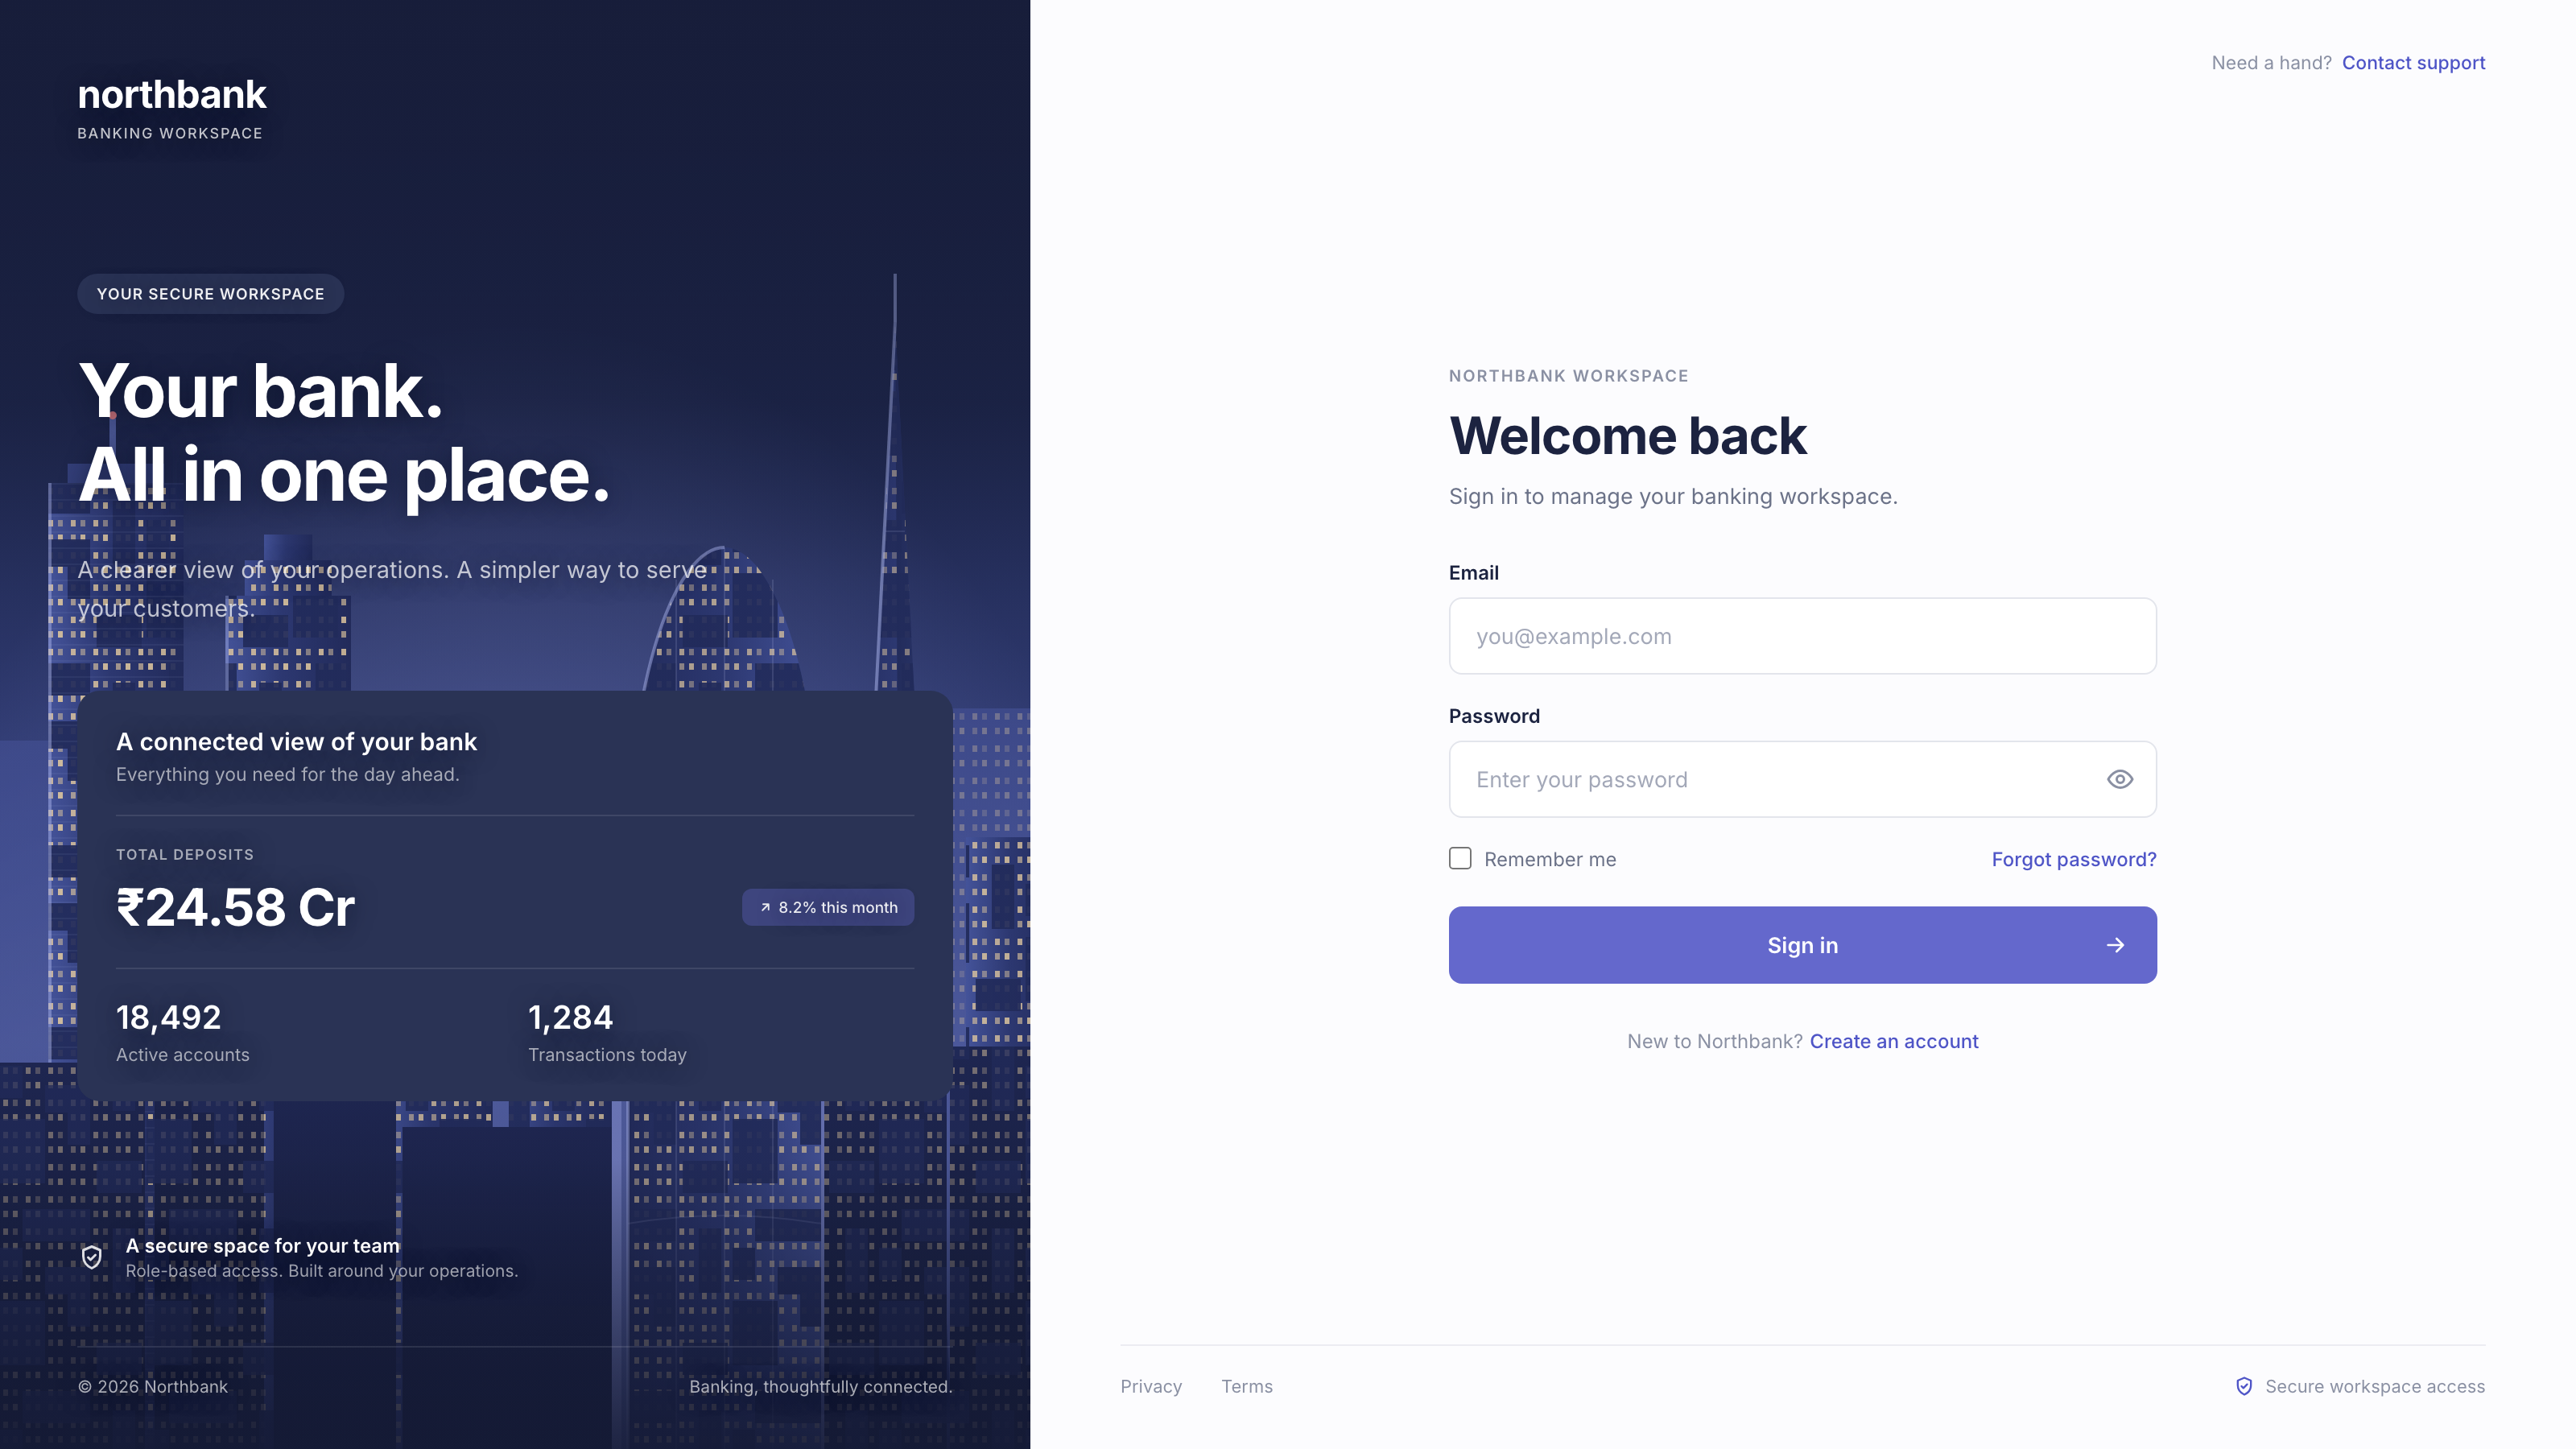 northbank
BANKING WORKSPACE
YOUR SECURE WORKSPACE
Your bank.
All in one place.
A clearer view of your operations. A simpler way to serve
your customers.
A connected view of your bank
Everything you need for the day ahead.
TOTAL DEPOSITS
₹24.58 Cr
8.2% this month
18,492
Active accounts
1,284
Transactions today
A secure space for your team
Role-based access. Built around your operations.
© 2026 Northbank
Banking, thoughtfully connected.
Need a hand? Contact support
NORTHBANK WORKSPACE
Welcome back
Sign in to manage your banking workspace.
Email
you@example.com
Password
Enter your password
Remember me
Forgot password?
Sign in
New to Northbank? Create an account
Privacy
Terms
Secure workspace access